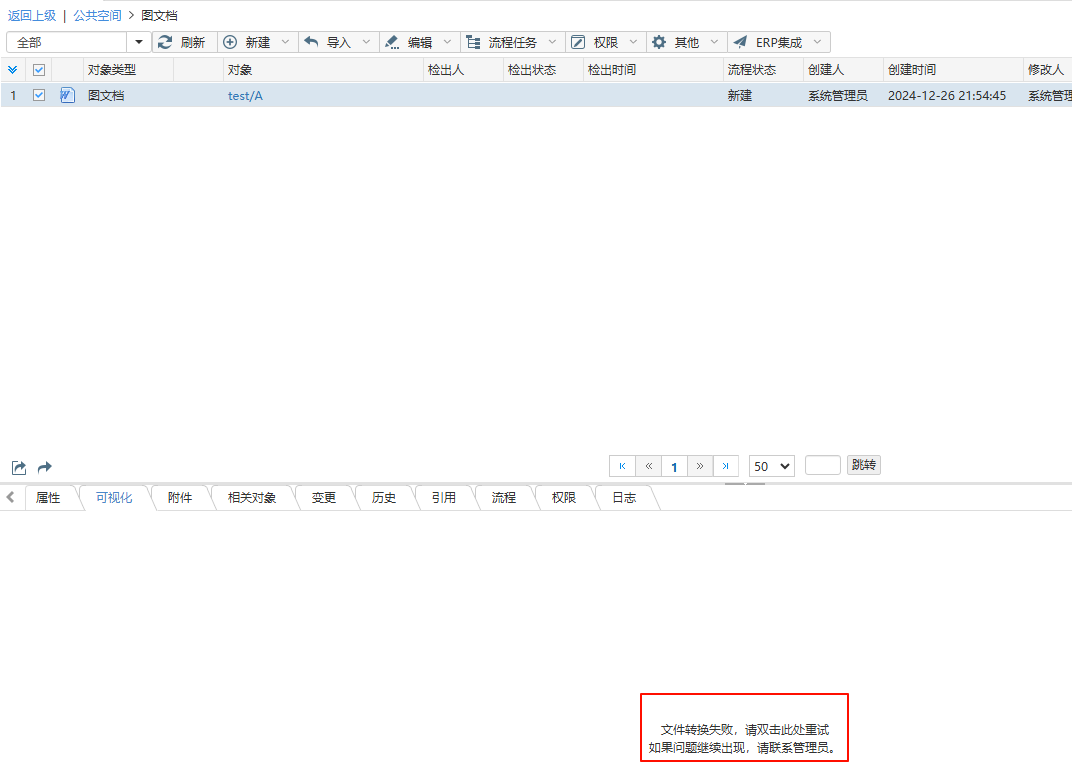 返回上级 | 公共空间 > 图文档
全部 刷新 新建 导入 编辑 流程任务 权限 其他 ERP集成
对象类型 对象 检出人 检出状态 检出时间 流程状态 创建人 创建时间 修改人
1 图文档 test/A 新建 系统管理员 2024-12-26 21:54:45 系统管理
1 50 跳转
属性 可视化 附件 相关对象 变更 历史 引用 流程 权限 日志
文件转换失败，请双击此处重试
如果问题继续出现，请联系管理员。